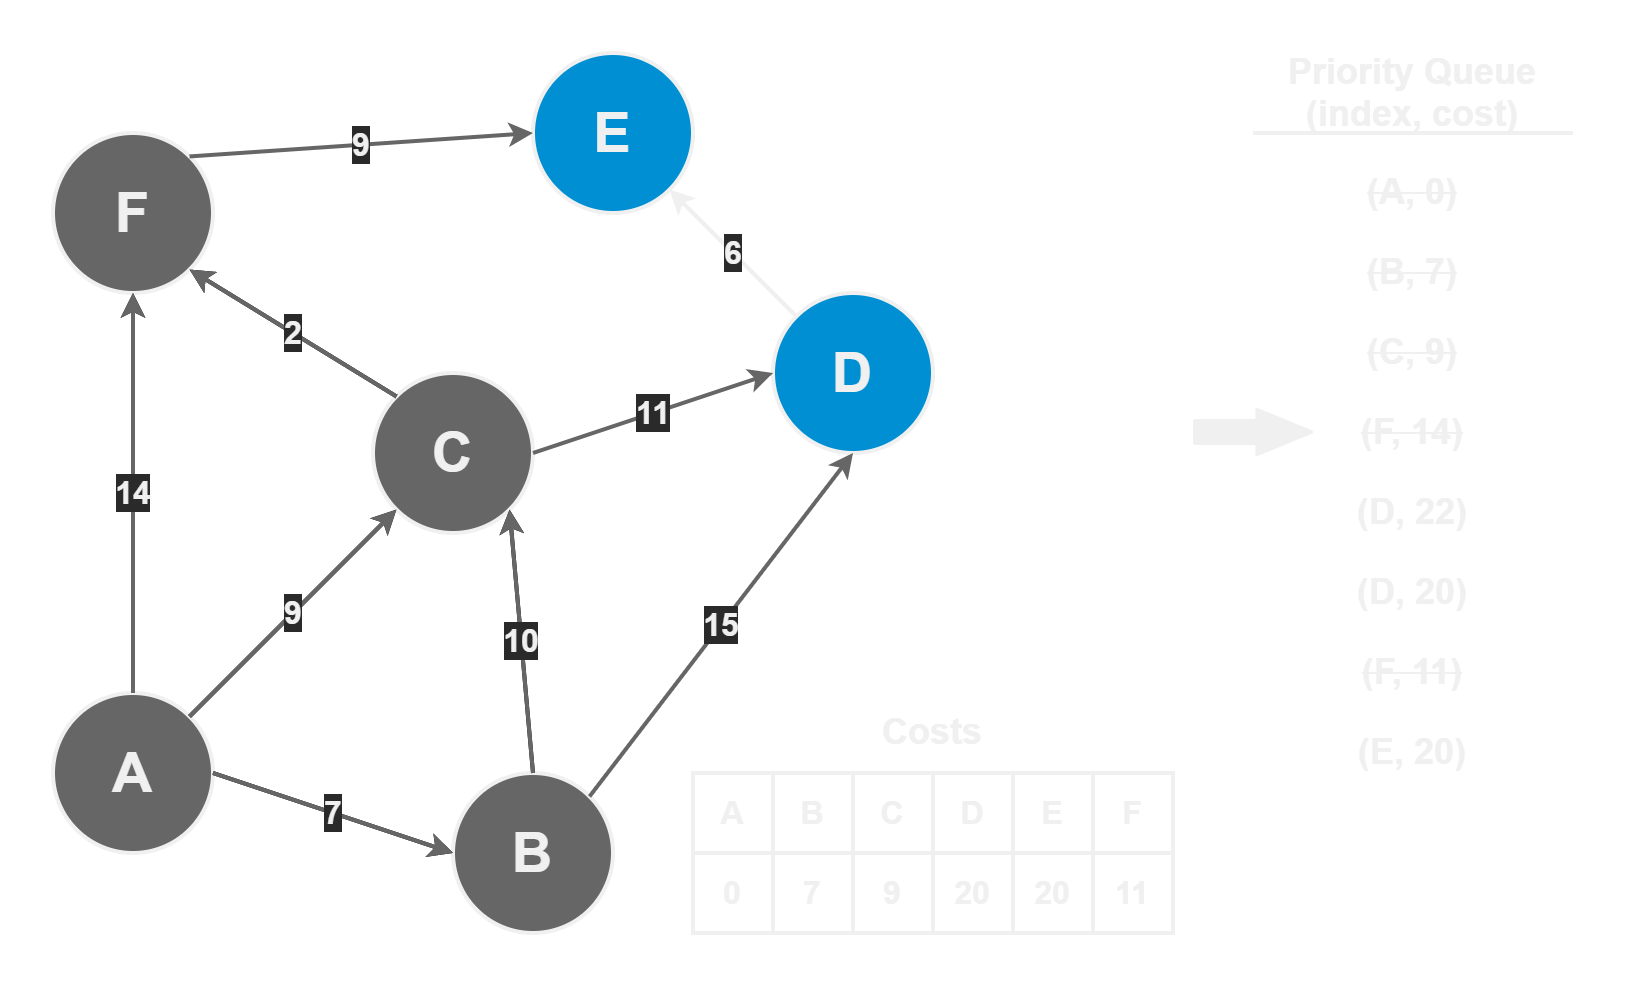 Priority Queue
(index, cost)
E
9
(A, 0)
F
6
(B, 7)
2
(C, 9)
D
11
(F, 14)
C
14
(D, 22)
9
10
15
(D, 20)
(F, 11)
Costs
(E, 20)
A
7
B
A B C D E F
0 7 9 20 20 11